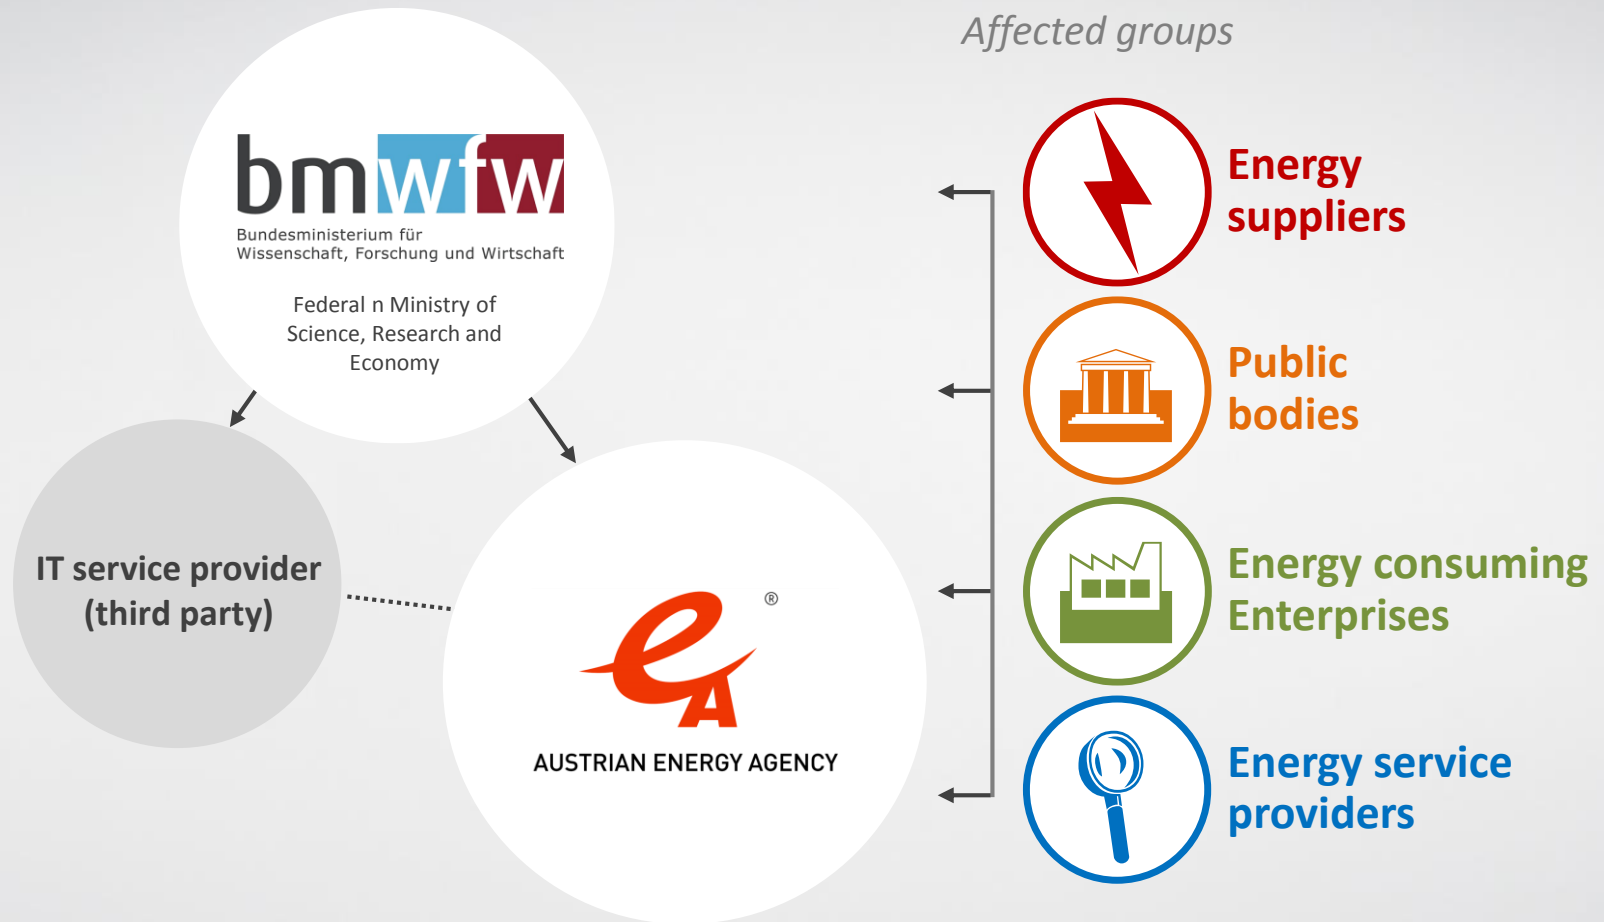 Affected groups
bmwfw
Bundesministerium für
Wissenschaft, Forschung und Wirtschaft
Federal n Ministry of
Science, Research and
Economy
IT service provider
(third party)
eA
®
AUSTRIAN ENERGY AGENCY
Energy
suppliers
Public
bodies
Energy consuming
Enterprises
Energy service
providers